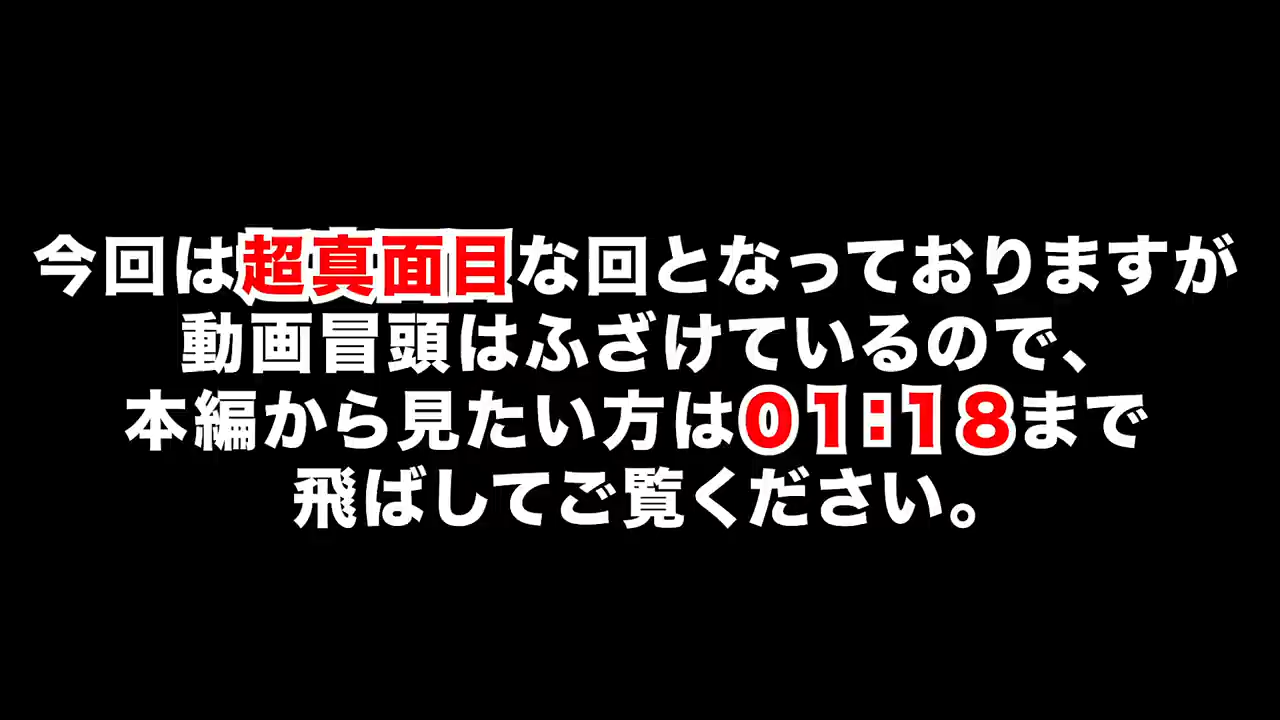 今回は超真面目な回となっておりますが
動画冒頭はふざけているので、
本編から見たい方は01:18まで
飛ばしてご覧ください。